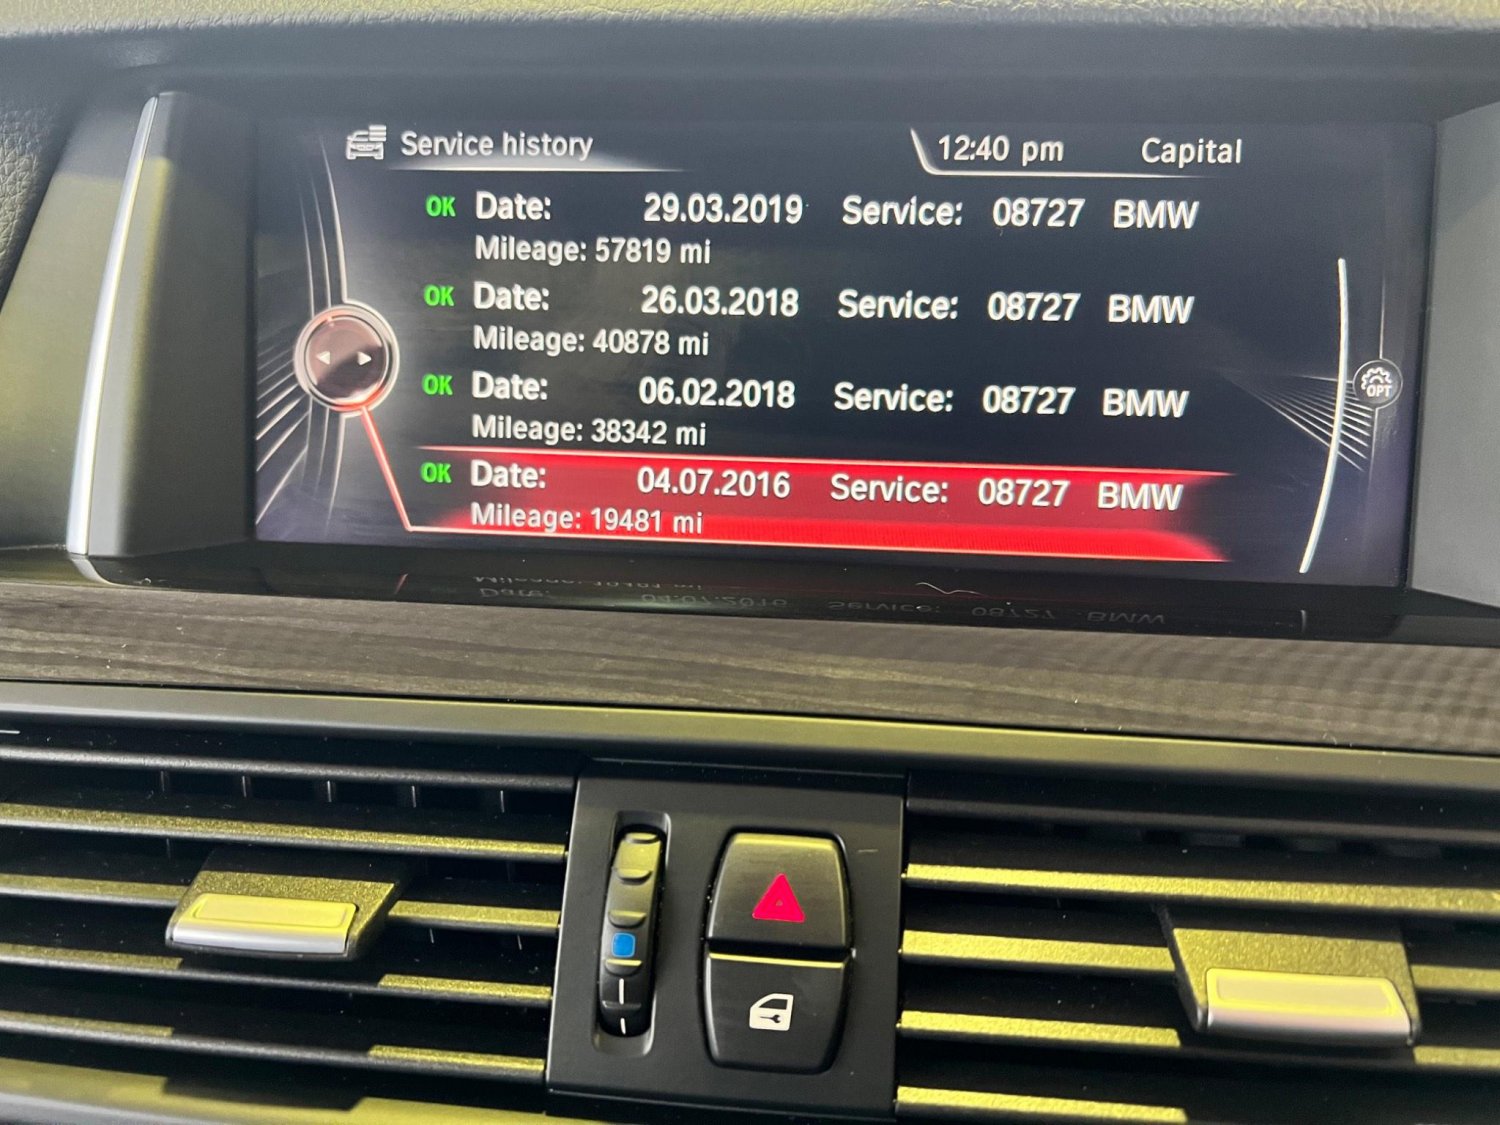 Service history 12:40 pm Capital
OK Date: 29.03.2019 Service: 08727 BMW
Mileage: 57819 mi
OK Date: 26.03.2018 Service: 08727 BMW
Mileage: 40878 mi
OK Date: 06.02.2018 Service: 08727 BMW
OPT
Mileage: 38342 mi
OK Date: 04.07.2016 Service: 08727 BMW
Mileage: 19481 mi